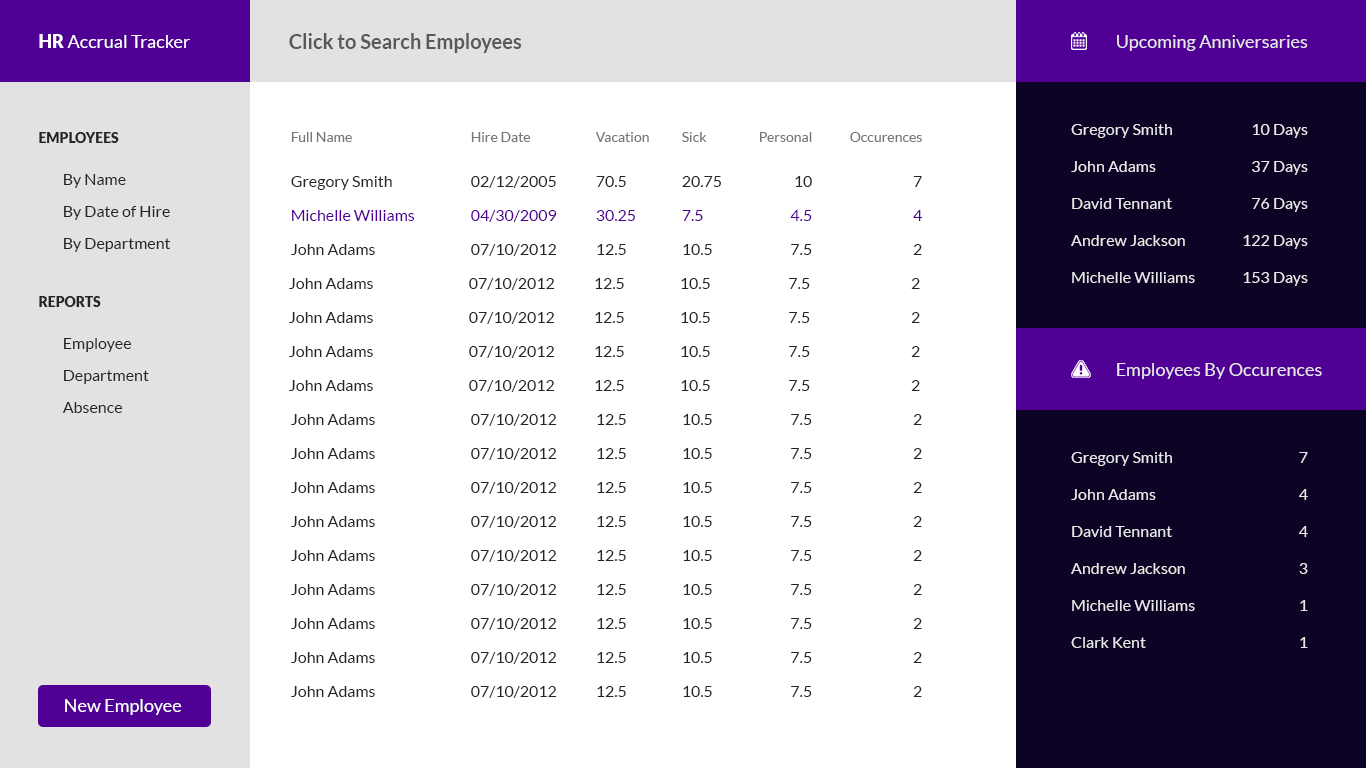 HR Accrual Tracker
EMPLOYEES
By Name
By Date of Hire
By Department
REPORTS
Employee
Department
Absence
New Employee
Click to Search Employees
Full Name Hire Date Vacation Sick Personal Occurences
Gregory Smith 02/12/2005 70.5 20.75 10 7
Michelle Williams 04/30/2009 30.25 7.5 4.5 4
John Adams 07/10/2012 12.5 10.5 7.5 2
John Adams 07/10/2012 12.5 10.5 7.5 2
John Adams 07/10/2012 12.5 10.5 7.5 2
John Adams 07/10/2012 12.5 10.5 7.5 2
John Adams 07/10/2012 12.5 10.5 7.5 2
John Adams 07/10/2012 12.5 10.5 7.5 2
John Adams 07/10/2012 12.5 10.5 7.5 2
John Adams 07/10/2012 12.5 10.5 7.5 2
John Adams 07/10/2012 12.5 10.5 7.5 2
John Adams 07/10/2012 12.5 10.5 7.5 2
John Adams 07/10/2012 12.5 10.5 7.5 2
John Adams 07/10/2012 12.5 10.5 7.5 2
John Adams 07/10/2012 12.5 10.5 7.5 2
John Adams 07/10/2012 12.5 10.5 7.5 2
Upcoming Anniversaries
Gregory Smith 10 Days
John Adams 37 Days
David Tennant 76 Days
Andrew Jackson 122 Days
Michelle Williams 153 Days
Employees By Occurences
Gregory Smith 7
John Adams 4
David Tennant 4
Andrew Jackson 3
Michelle Williams 1
Clark Kent 1